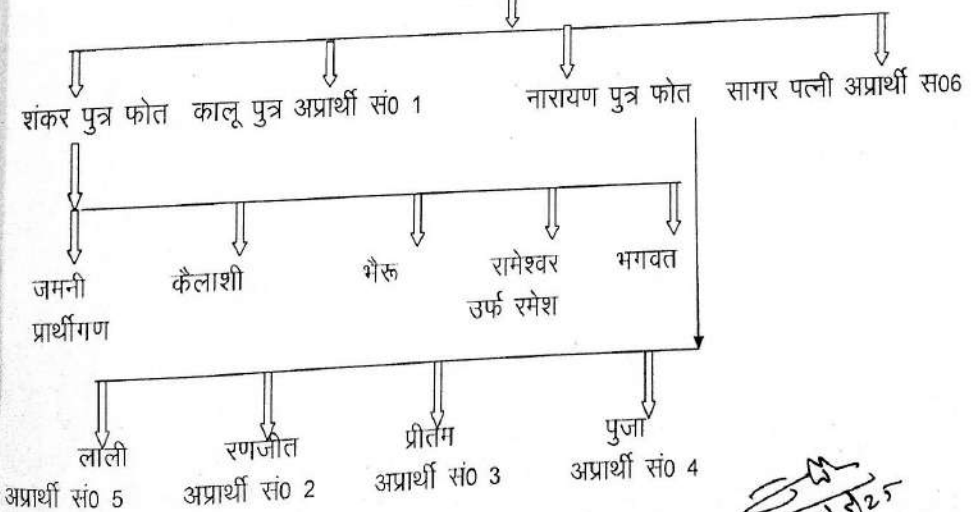 शंकर पुत्र फोत कालू पुत्र अप्रार्थी सं0 1 नारायण पुत्र फोत सागर पत्नी अप्रार्थी स06
जमनी कैलाशी भैरू रामेश्वर भगवत
प्रार्थीगण उर्फ रमेश
लाली रणजीत प्रीतम पुजा
अप्रार्थी सं0 5 अप्रार्थी सं0 2 अप्रार्थी सं0 3 अप्रार्थी सं0 4